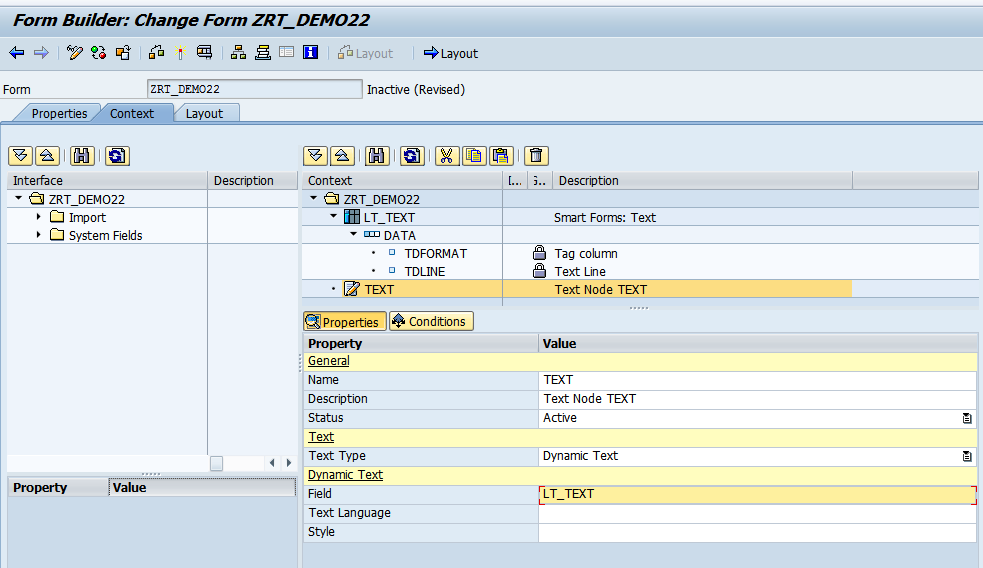 Form Builder: Change Form ZRT_DEMO22
Layout Layout
Form ZRT_DEMO22 Inactive (Revised)
Properties Context Layout
Interface Description
ZRT_DEMO22
Import
System Fields
Property Value
Context I... S.. Description
ZRT_DEMO22
LT_TEXT Smart Forms: Text
DATA
TDFORMAT Tag column
TDLINE Text Line
TEXT Text Node TEXT
Properties Conditions
Property Value
General
Name TEXT
Description Text Node TEXT
Status Active
Text
Text Type Dynamic Text
Dynamic Text
Field LT_TEXT
Text Language
Style